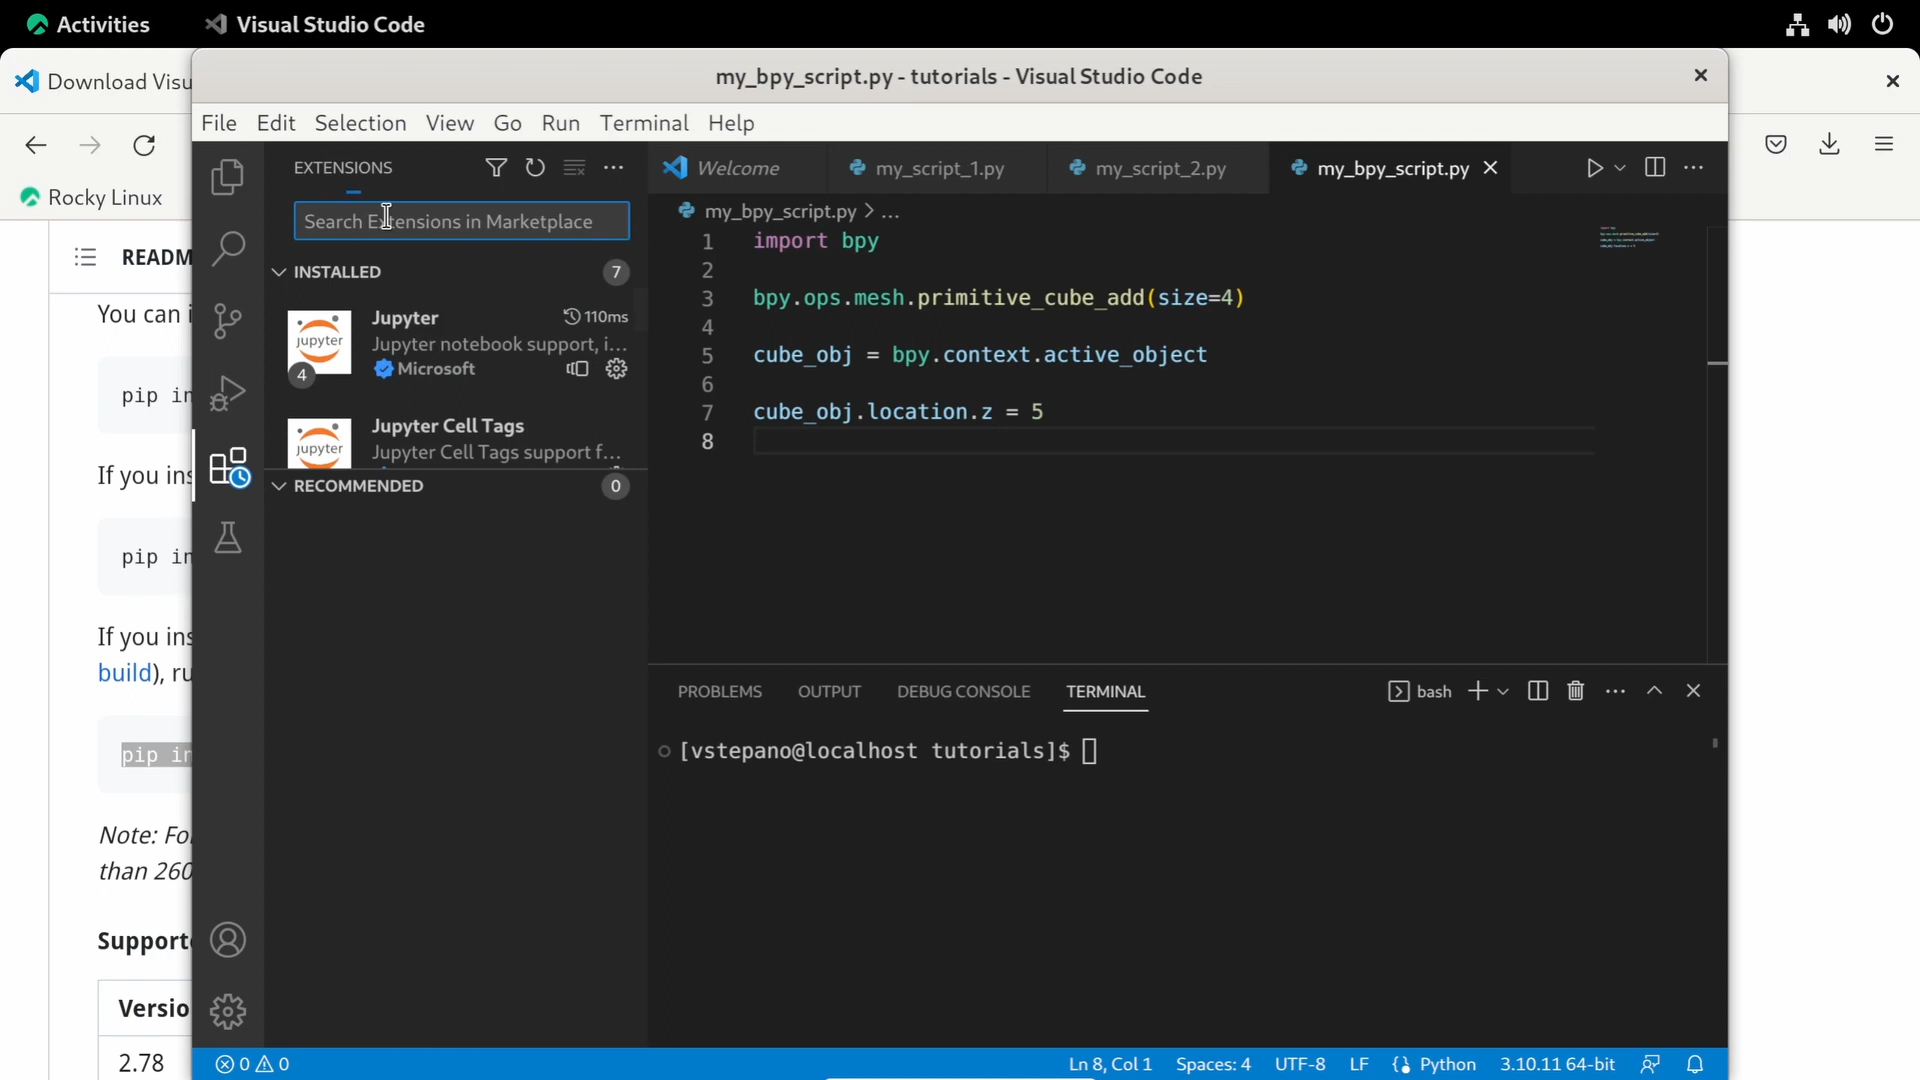 Activities
Visual Studio Code
Download Visu
my_bpy_script.py - tutorials - Visual Studio Code
File Edit Selection View Go Run Terminal Help
Rocky Linux
READM
You can i
pip in
If you ins
pip in
If you ins
build), ru
pip in
Note: Fo
than 260
Supporte
Versio
2.78
EXTENSIONS
Search Extensions in Marketplace
INSTALLED 7
Jupyter 110ms
Jupyter notebook support, i...
Microsoft
jupyter
4
Jupyter Cell Tags
Jupyter Cell Tags support f...
jupyter
RECOMMENDED 0
Welcome my_script_1.py my_script_2.py my_bpy_script.py
my_bpy_script.py > ...
1 import bpy
2
3 bpy.ops.mesh.primitive_cube_add(size=4)
4
5 cube_obj = bpy.context.active_object
6
7 cube_obj.location.z = 5
8
PROBLEMS OUTPUT DEBUG CONSOLE TERMINAL
bash
[vstepano@localhost tutorials]$
0 0
Ln 8, Col 1 Spaces: 4 UTF-8 LF Python 3.10.11 64-bit